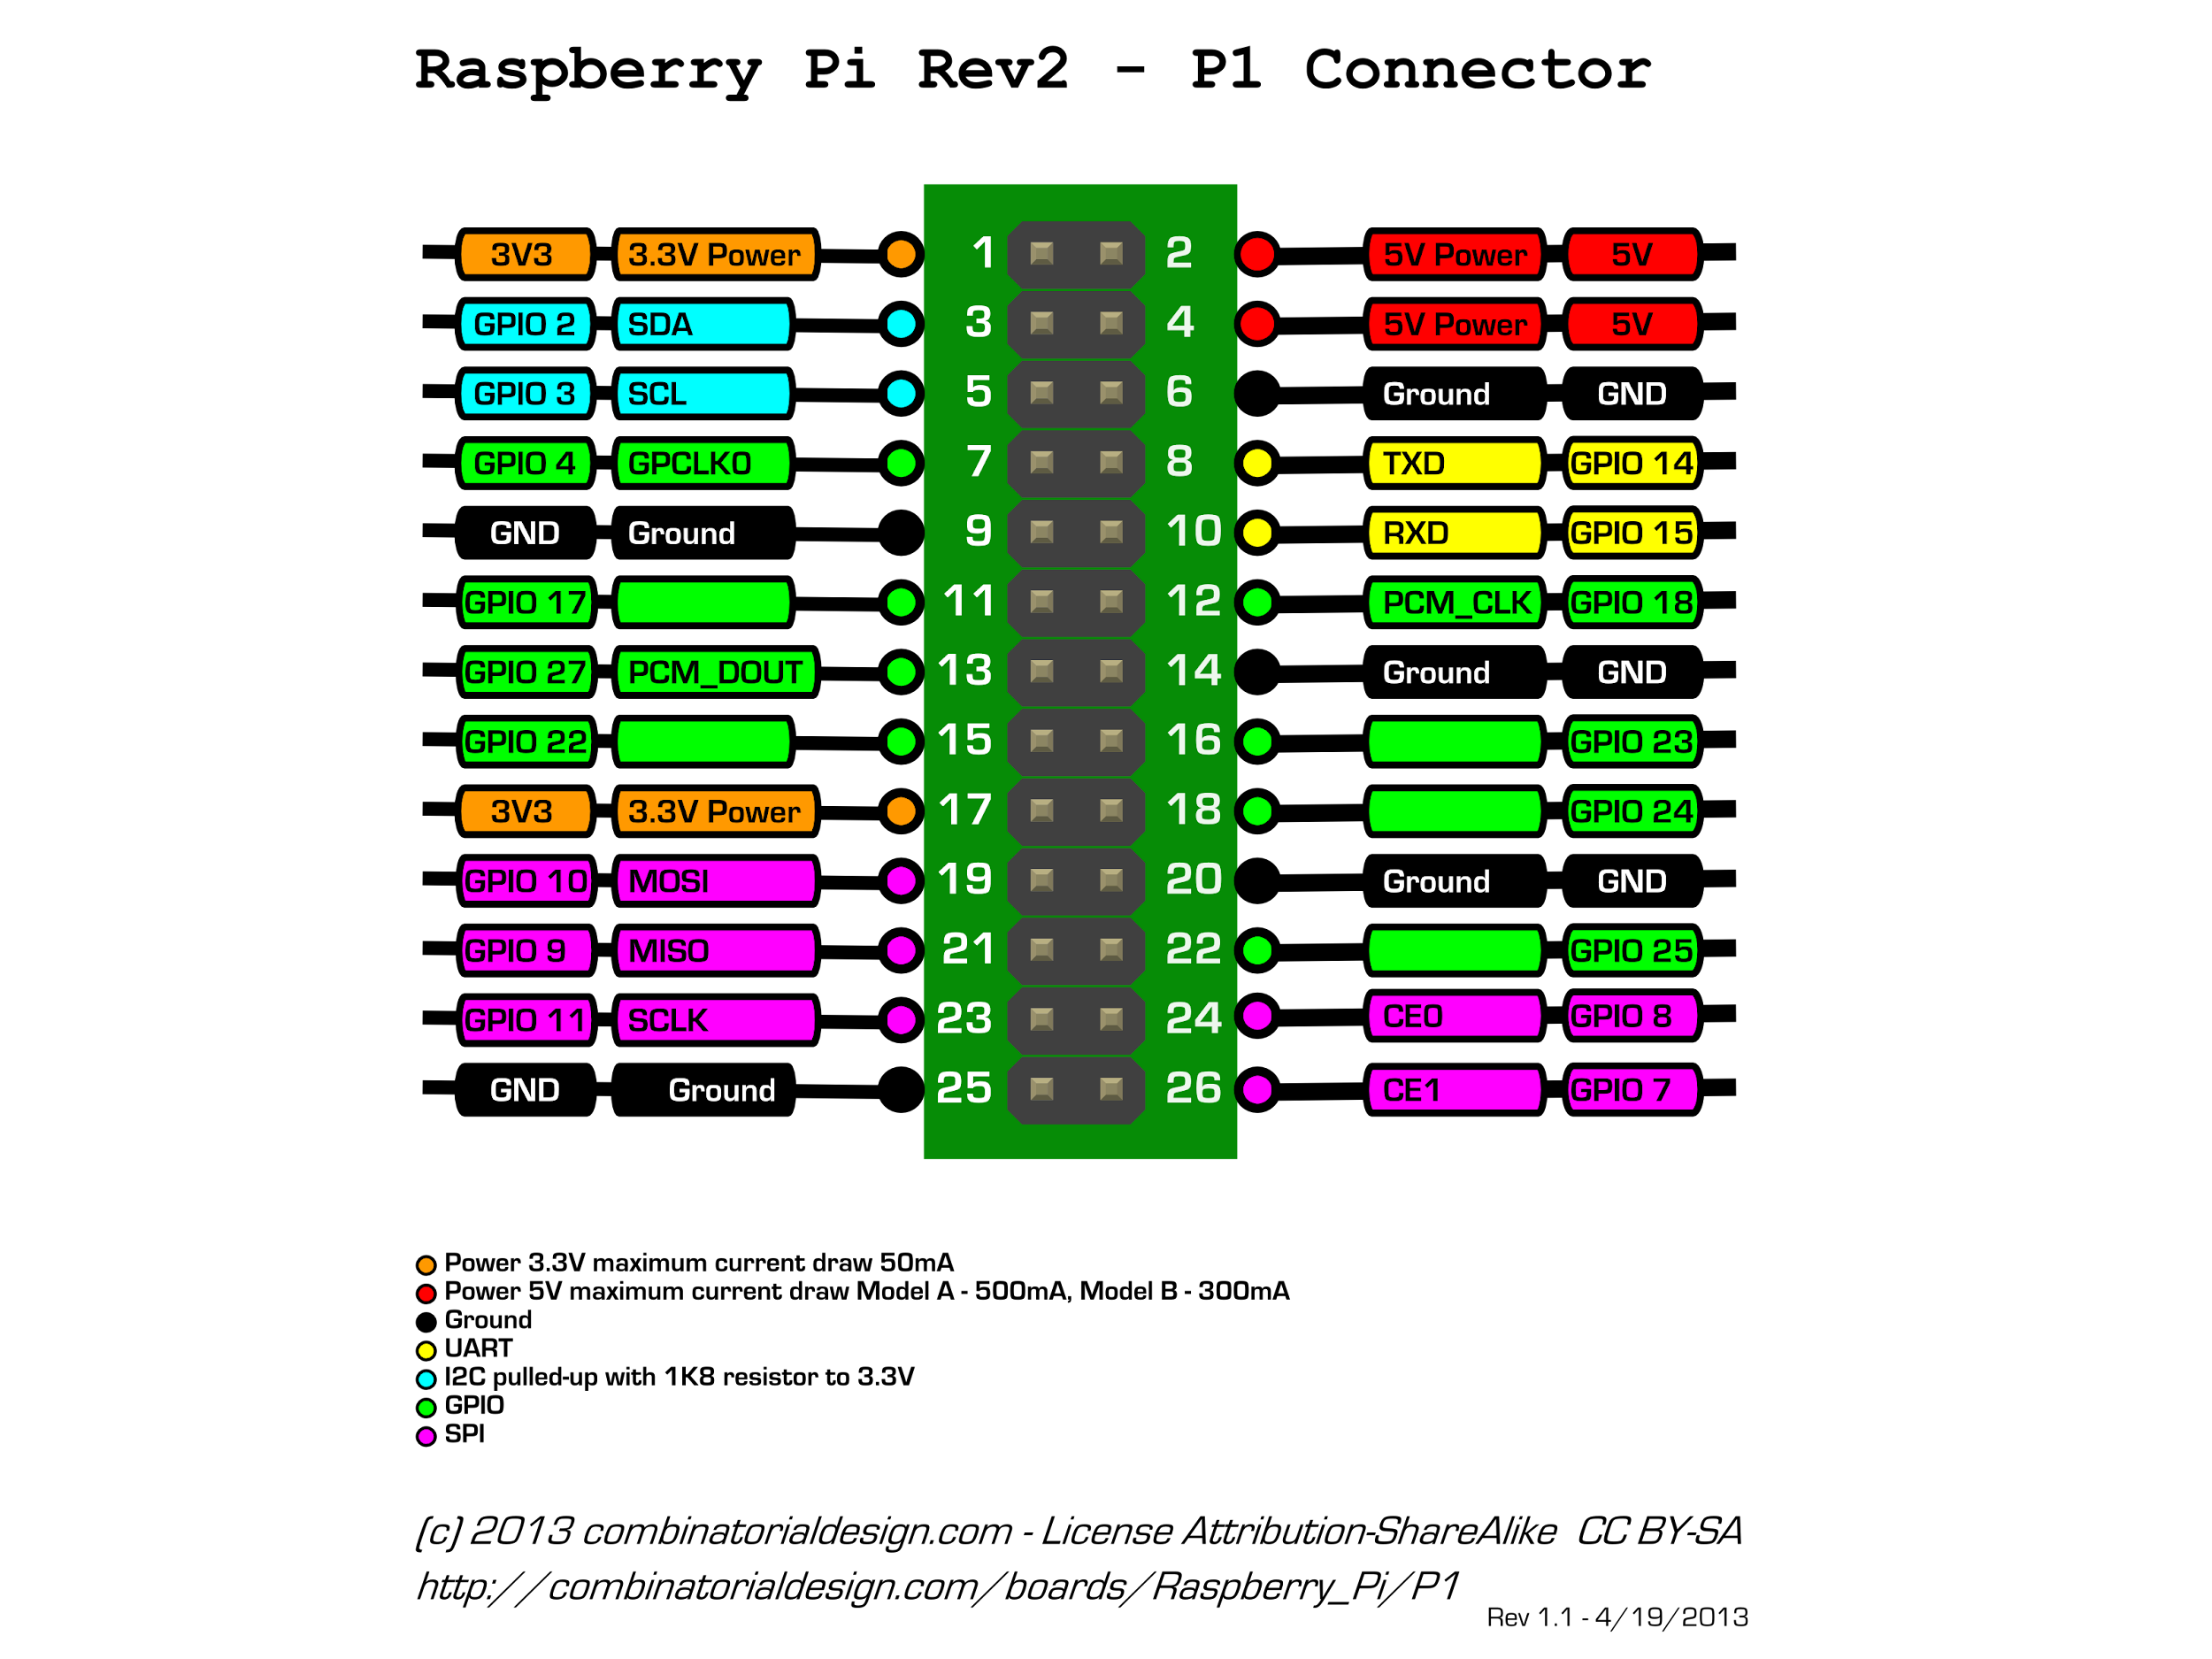 Raspberry Pi Rev2 - P1 Connector
3V3 3.3V Power 1 2 5V Power 5V
GPIO 2 SDA 3 4 5V Power 5V
GPIO 3 SCL 5 6 Ground GND
GPIO 4 GPCLK0 7 8 TXD GPIO 14
GND Ground 9 10 RXD GPIO 15
GPIO 17 11 12 PCM_CLK GPIO 18
GPIO 27 PCM_DOUT 13 14 Ground GND
GPIO 22 15 16 GPIO 23
3V3 3.3V Power 17 18 GPIO 24
GPIO 10 MOSI 19 20 Ground GND
GPIO 9 MISO 21 22 GPIO 25
GPIO 11 SCLK 23 24 CE0 GPIO 8
GND Ground 25 26 CE1 GPIO 7
Power 3.3V maximum current draw 50mA
Power 5V maximum current draw Model A - 500mA, Model B - 300mA
Ground
UART
I2C pulled-up with 1K8 resistor to 3.3V
GPIO
SPI
(c) 2013 combinatorialdesign.com - License Attribution-ShareAlike CC BY-SA
http://combinatorialdesign.com/boards/Raspberry_Pi/P1
Rev 1.1 - 4/19/2013